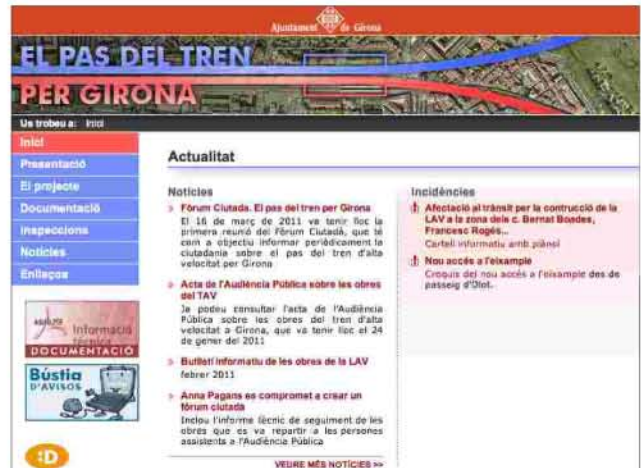 Ajuntament de Girona
EL PAS DEL TREN
PER GIRONA
Us trobeu a: Inici
Inici
Presentació
El projecte
Documentació
Inspeccions
Notícies
Enllaços
Informació
tècnica
DOCUMENTACIÓ
Bústia
D'AVISOS
:D
Actualitat
Notícies
Fòrum Ciutadà. El pas del tren per Girona
El 16 de març de 2011 va tenir lloc la
primera reunió del Fòrum Ciutadà, que té
com a objectiu informar periòdicament la
ciutadania sobre el pas del tren d'alta
velocitat per Girona
Acta de l'Audiència Pública sobre les obres
del TAV
Ja podeu consultar l'acta de l'Audiència
Pública sobre les obres del tren d'alta
velocitat a Girona, que va tenir lloc el 24
de gener del 2011
Butlletí informatiu de les obres de la LAV
febrer 2011
Anna Pagans es compromet a crear un
fòrum ciutadà
Inclou l'informe tècnic de seguiment de les
obres que es va repartir a les persones
assistents a l'Audiència Pública
VEURE MÉS NOTÍCIES >>
Incidències
Afectació al trànsit per la contrucció de la
LAV a la zona dels c. Bernat Boades,
Francesc Rogés...
Cartell informatiu amb plànol
Nou accés a l'eixample
Croquis del nou accés a l'eixample des de
passeig d'Olot.